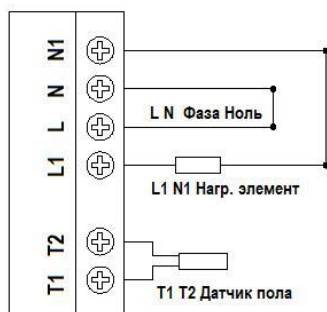 N1
N
L
L1
T2
T1
L N Фаза Ноль
L1 N1 Нагр. элемент
T1 T2 Датчик пола